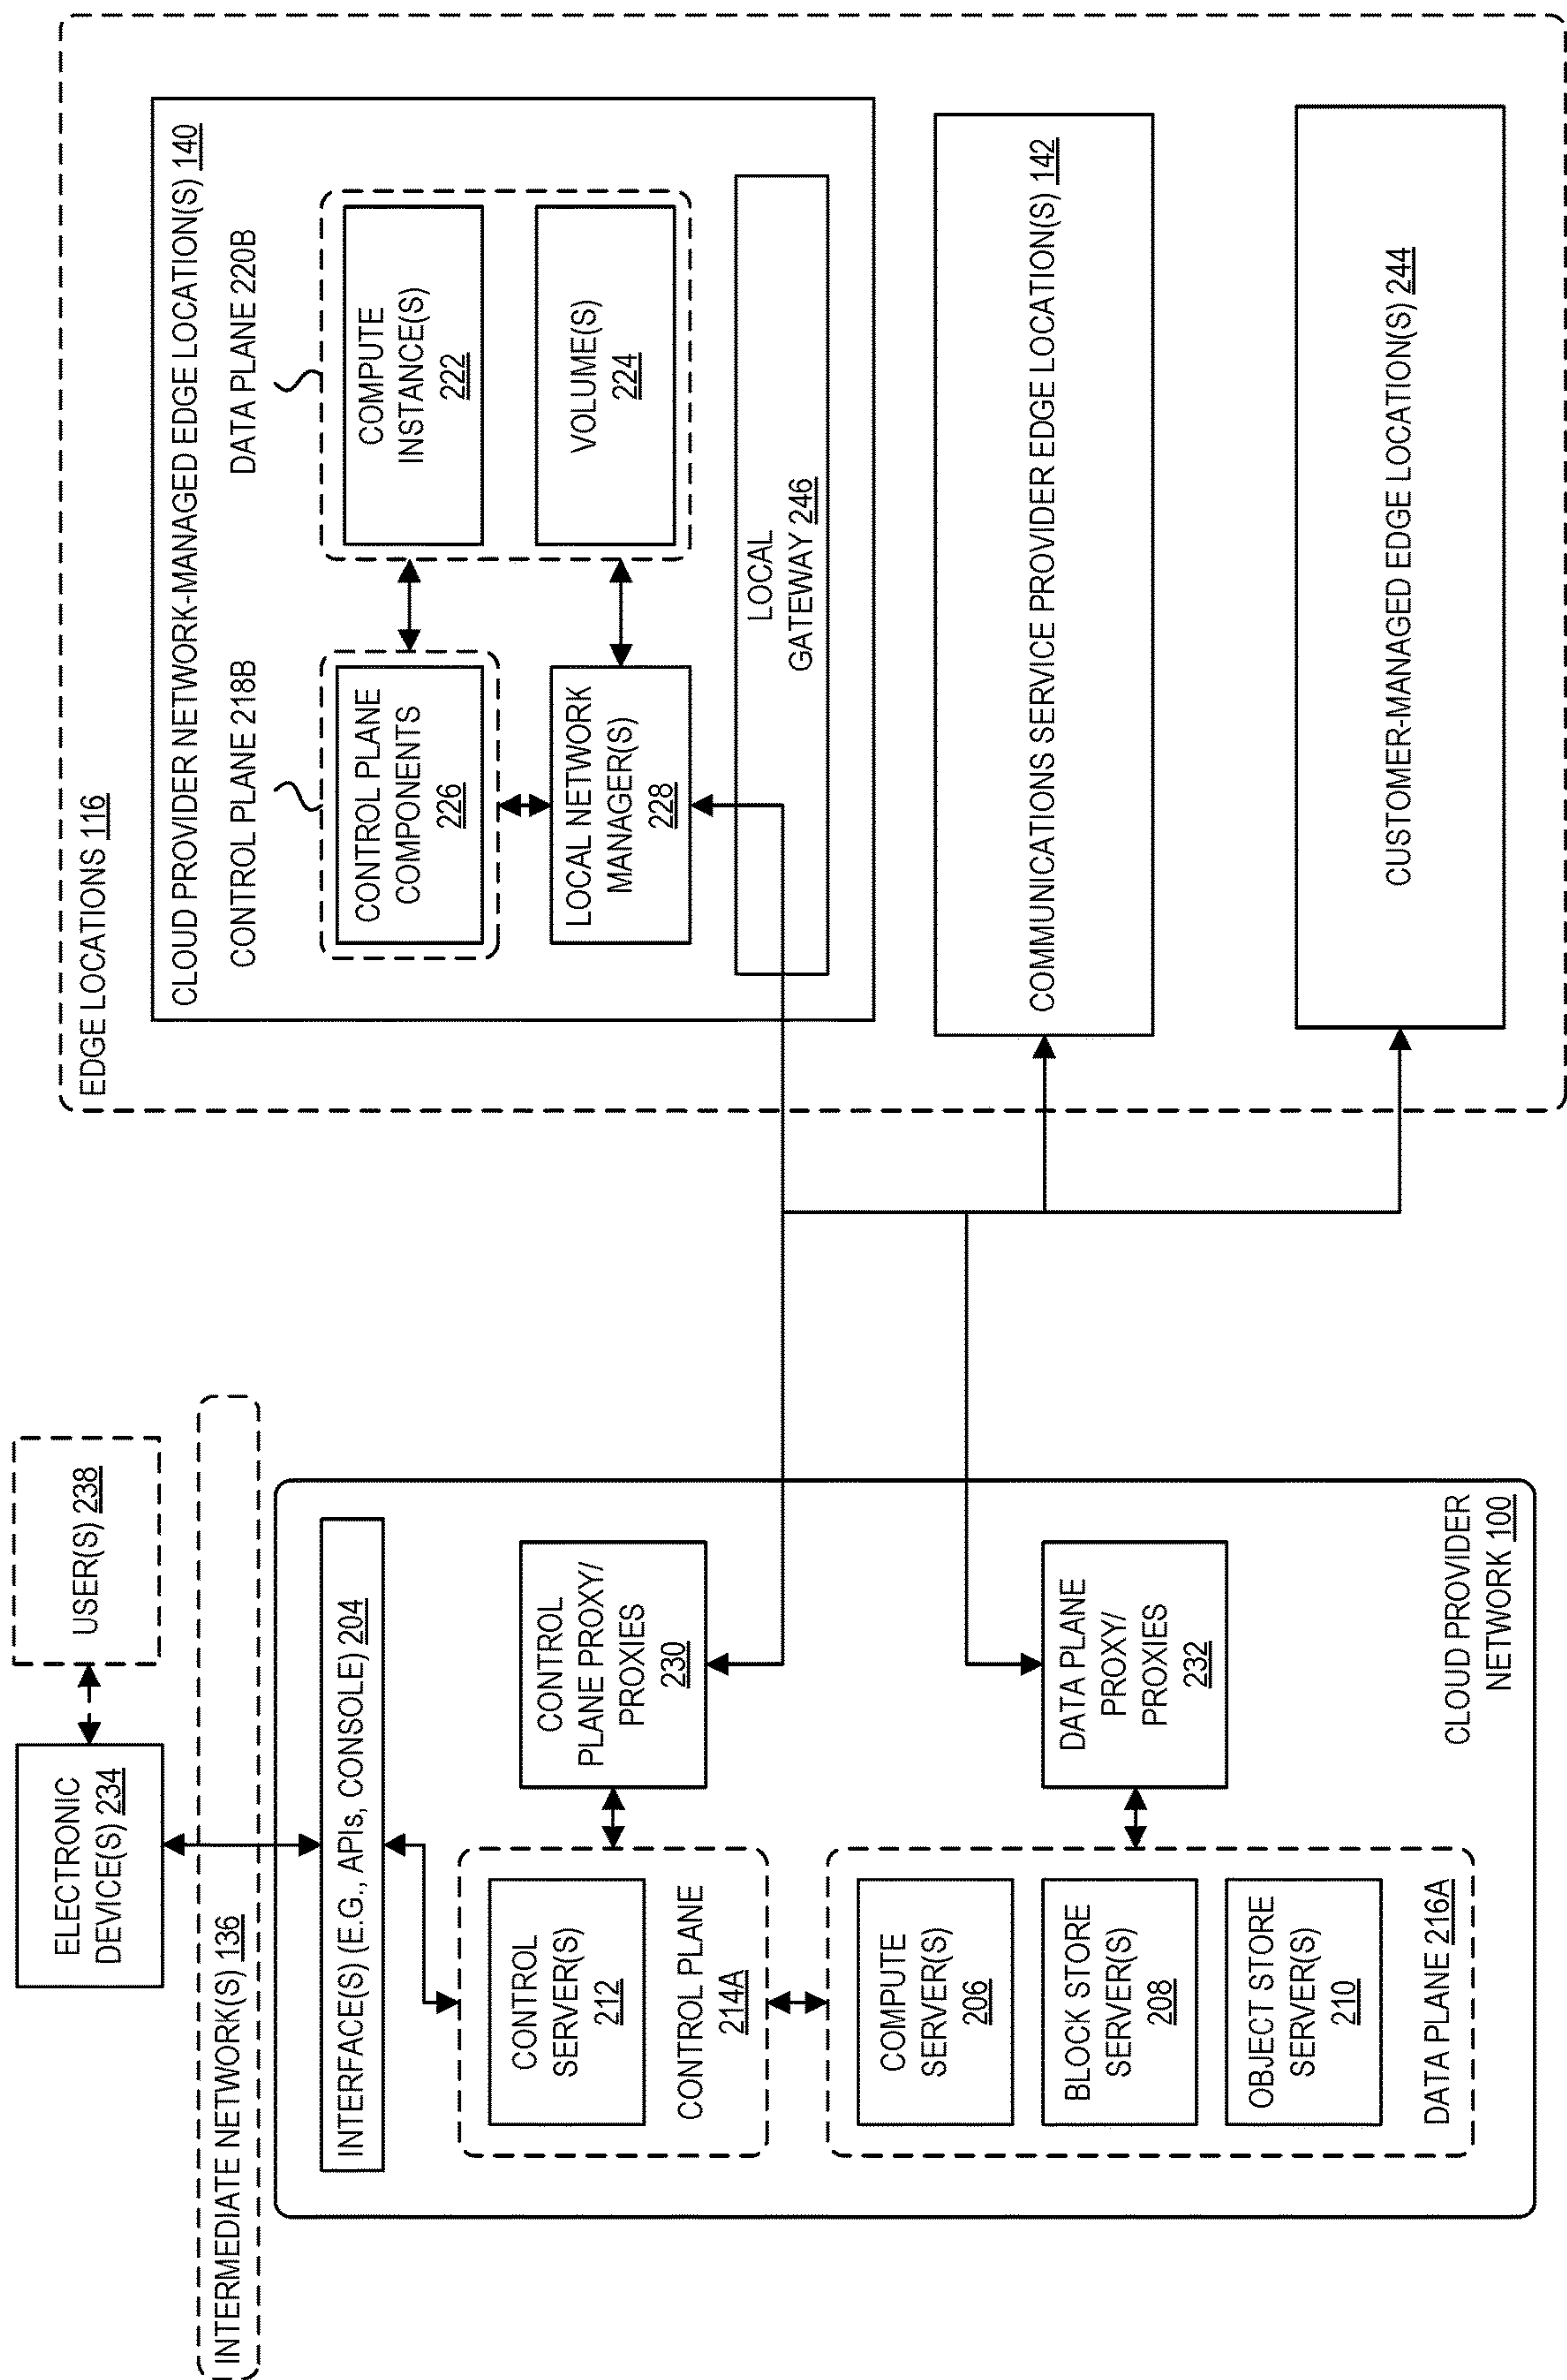 ELECTRONIC
DEVICE(S) 234
USER(S) 238
INTERMEDIATE NETWORK(S) 136
INTERFACE(S) (E.G., APIs, CONSOLE) 204
CONTROL
SERVER(S)
212
CONTROL PLANE
214A
CONTROL
PLANE PROXY/
PROXIES
230
COMPUTE
SERVER(S)
206
BLOCK STORE
SERVER(S)
208
OBJECT STORE
SERVER(S)
210
DATA PLANE 216A
DATA PLANE
PROXY/
PROXIES
232
CLOUD PROVIDER
NETWORK 100
EDGE LOCATIONS 116
CLOUD PROVIDER NETWORK-MANAGED EDGE LOCATION(S) 140
CONTROL PLANE 218B
DATA PLANE 220B
CONTROL PLANE
COMPONENTS
226
COMPUTE
INSTANCE(S)
222
LOCAL NETWORK
MANAGER(S)
228
VOLUME(S)
224
LOCAL
GATEWAY 246
COMMUNICATIONS SERVICE PROVIDER EDGE LOCATION(S) 142
CUSTOMER-MANAGED EDGE LOCATION(S) 244